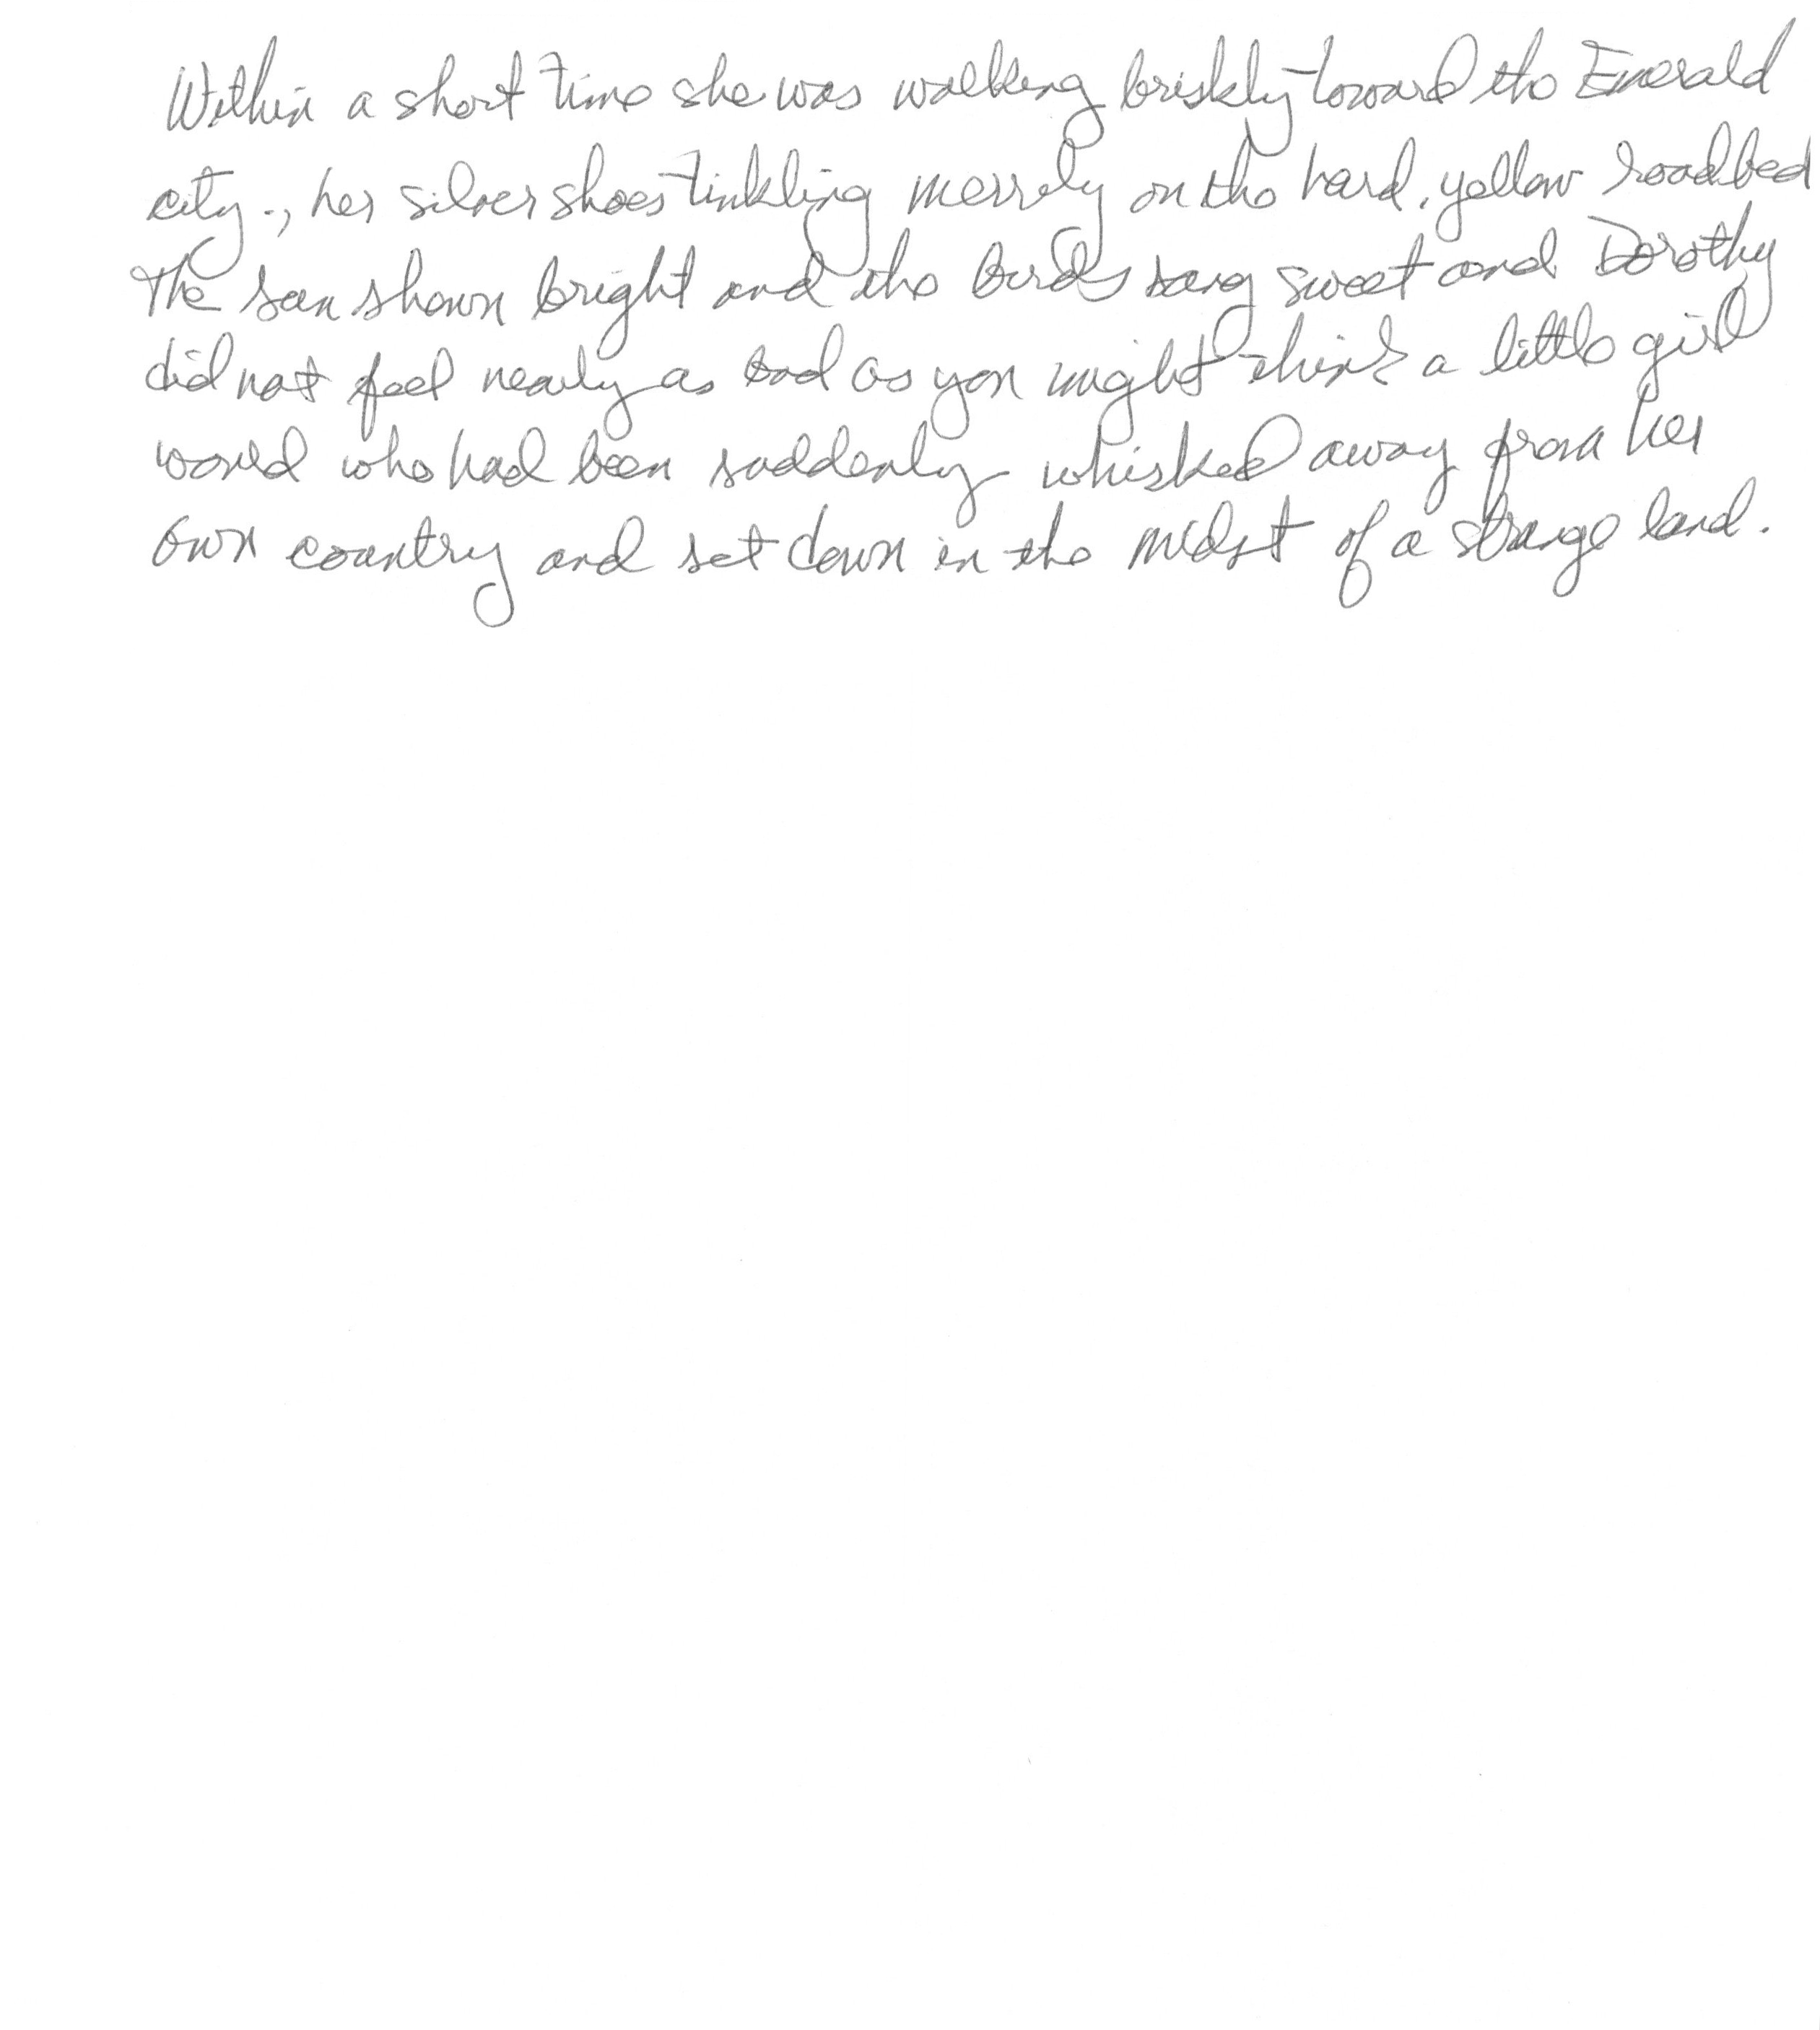 Within a short time she was walking briskly toward the Emerald
city., her silver shoes tinkling merrely on the hard, yellow roadbed
The sun shown bright and the birds sang sweet and Dorothy
did not feel nearly as bad as you might think a little girl
would who had been suddenly whisked away from her
own country and set down in the midst of a strange land.